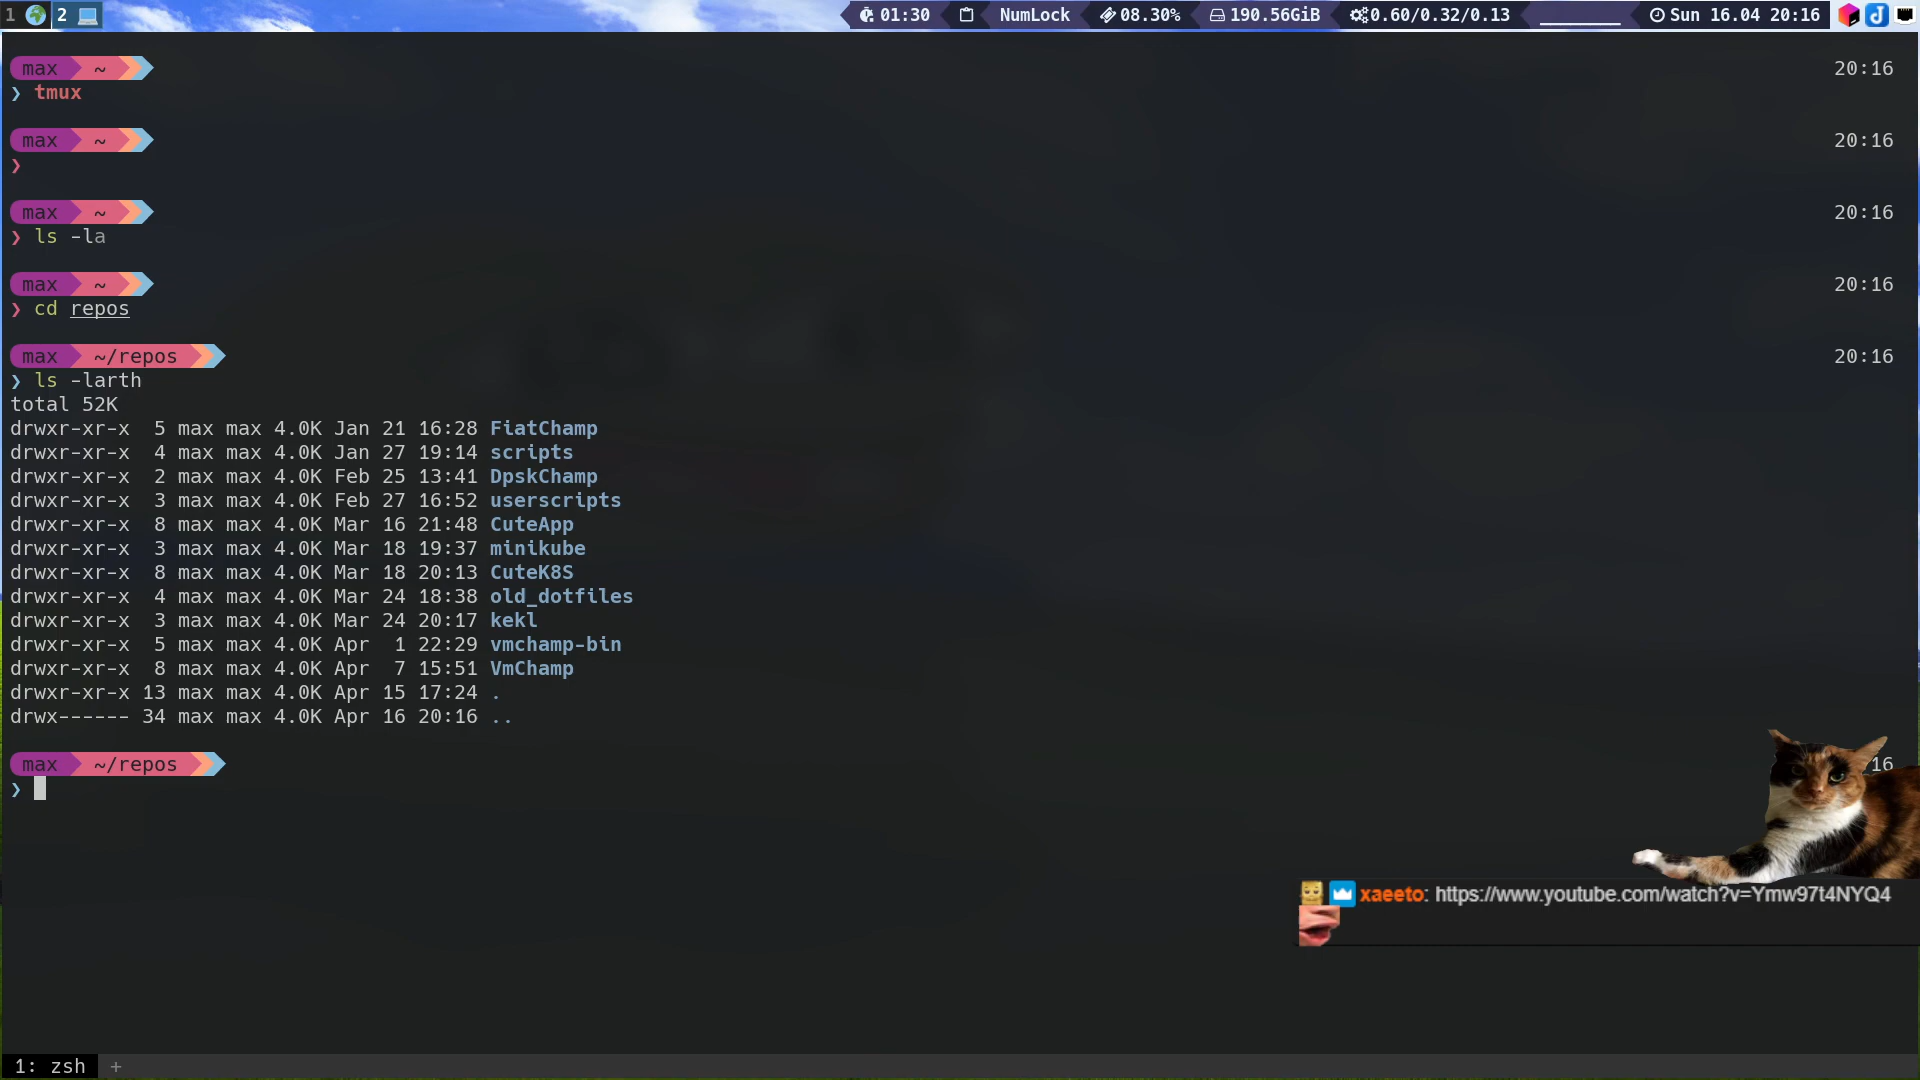 1 2 01:30 NumLock 08.30% 190.56GiB 0.60/0.32/0.13 Sun 16.04 20:16
max ~ 20:16
❯ tmux
max ~ 20:16
❯
max ~ 20:16
❯ ls -la
max ~ 20:16
❯ cd repos
max ~/repos 20:16
❯ ls -larth
total 52K
drwxr-xr-x  5 max max 4.0K Jan 21 16:28 FiatChamp
drwxr-xr-x  4 max max 4.0K Jan 27 19:14 scripts
drwxr-xr-x  2 max max 4.0K Feb 25 13:41 DpskChamp
drwxr-xr-x  3 max max 4.0K Feb 27 16:52 userscripts
drwxr-xr-x  8 max max 4.0K Mar 16 21:48 CuteApp
drwxr-xr-x  3 max max 4.0K Mar 18 19:37 minikube
drwxr-xr-x  8 max max 4.0K Mar 18 20:13 CuteK8S
drwxr-xr-x  4 max max 4.0K Mar 24 18:38 old_dotfiles
drwxr-xr-x  3 max max 4.0K Mar 24 20:17 kekl
drwxr-xr-x  5 max max 4.0K Apr  1 22:29 vmchamp-bin
drwxr-xr-x  8 max max 4.0K Apr  7 15:51 VmChamp
drwxr-xr-x 13 max max 4.0K Apr 15 17:24 .
drwx------ 34 max max 4.0K Apr 16 20:16 ..
max ~/repos 16
❯
xaeeto: https://www.youtube.com/watch?v=Ymw97t4NYQ4
1: zsh +